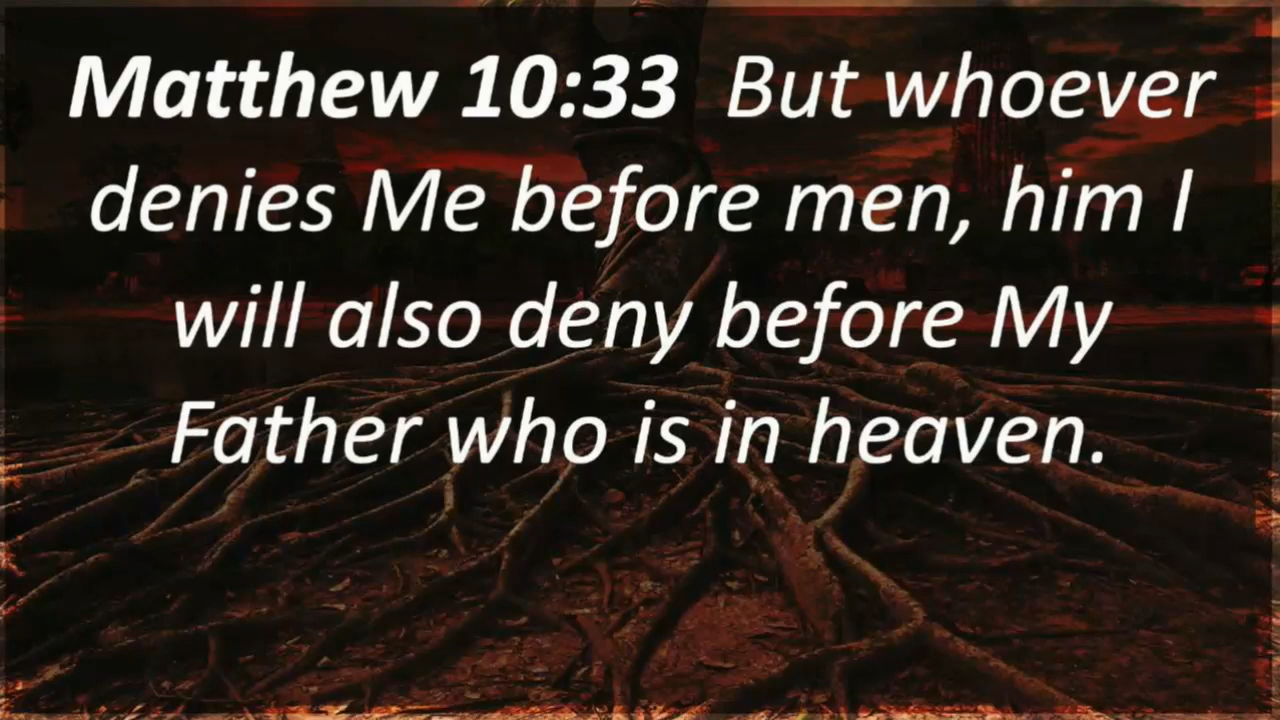 Matthew 10:33 But whoever
denies Me before men, him I
will also deny before My
Father who is in heaven.